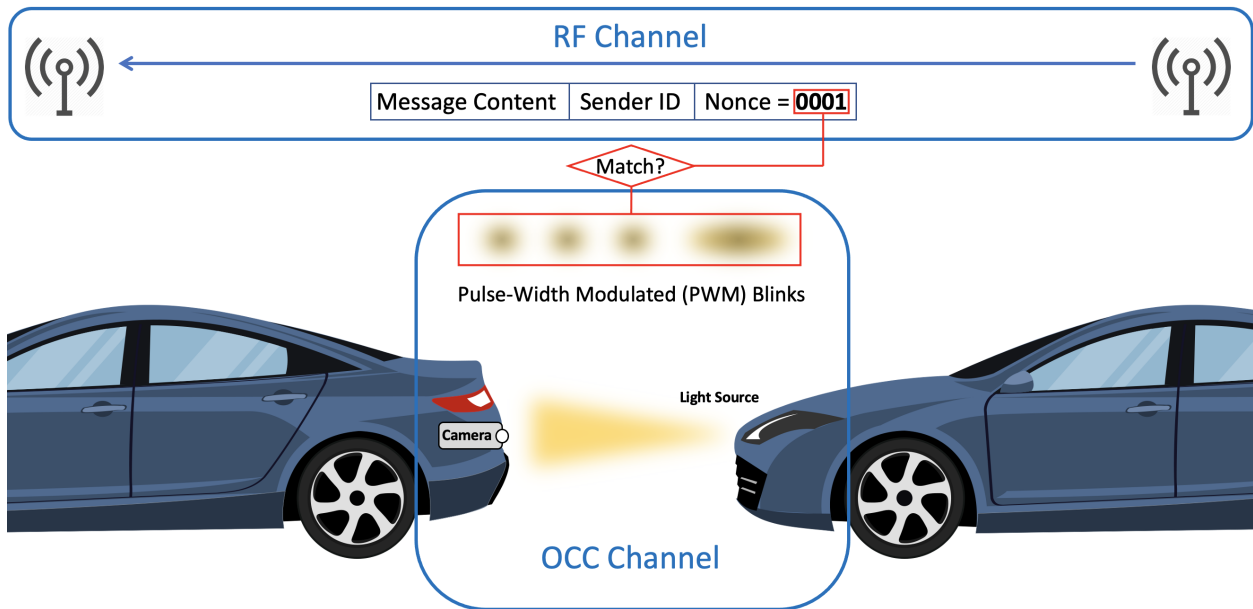 RF Channel
Message Content Sender ID Nonce = 0001
Match?
Pulse-Width Modulated (PWM) Blinks
Light Source
Camera
OCC Channel